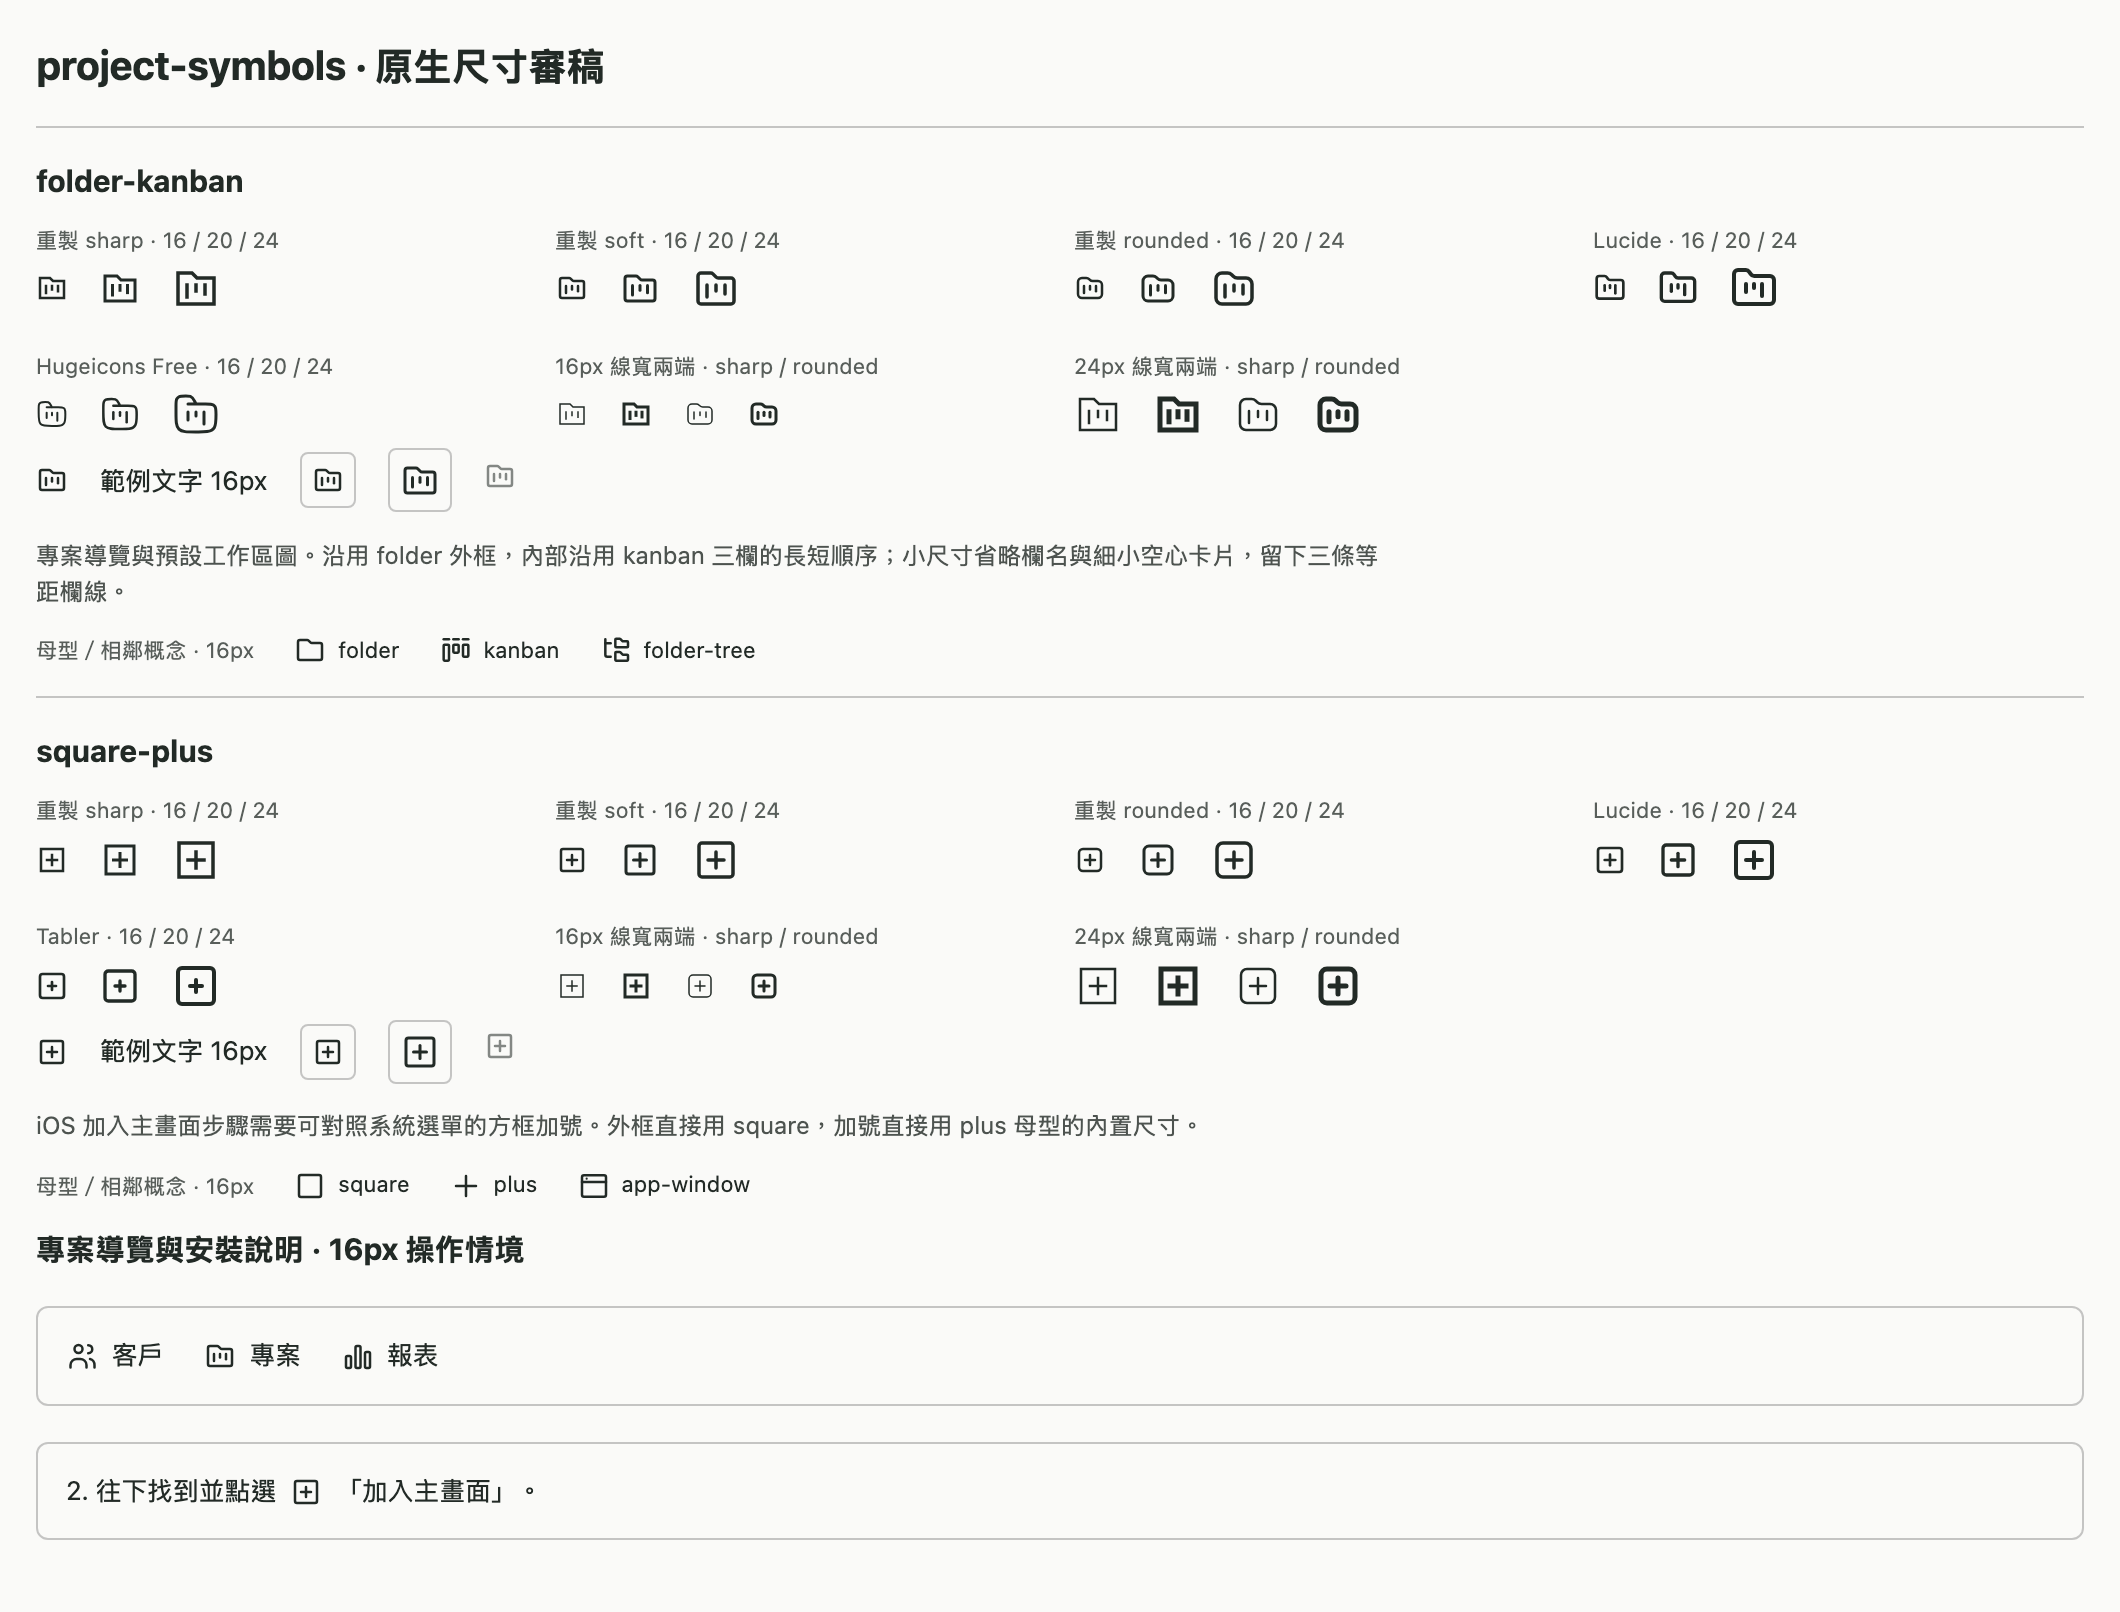 project-symbols · 原生尺寸審稿
folder-kanban
重製 sharp · 16 / 20 / 24
重製 soft · 16 / 20 / 24
重製 rounded · 16 / 20 / 24
Lucide · 16 / 20 / 24
Hugeicons Free · 16 / 20 / 24
16px 線寬兩端 · sharp / rounded
24px 線寬兩端 · sharp / rounded
範例文字 16px
專案導覽與預設工作區圖。沿用 folder 外框，內部沿用 kanban 三欄的長短順序；小尺寸省略欄名與細小空心卡片，留下三條等
距欄線。
母型 / 相鄰概念 · 16px folder kanban folder-tree
square-plus
重製 sharp · 16 / 20 / 24
重製 soft · 16 / 20 / 24
重製 rounded · 16 / 20 / 24
Lucide · 16 / 20 / 24
Tabler · 16 / 20 / 24
16px 線寬兩端 · sharp / rounded
24px 線寬兩端 · sharp / rounded
範例文字 16px
iOS 加入主畫面步驟需要可對照系統選單的方框加號。外框直接用 square，加號直接用 plus 母型的內置尺寸。
母型 / 相鄰概念 · 16px square plus app-window
專案導覽與安裝說明 · 16px 操作情境
客戶 專案 報表
2. 往下找到並點選 「加入主畫面」。